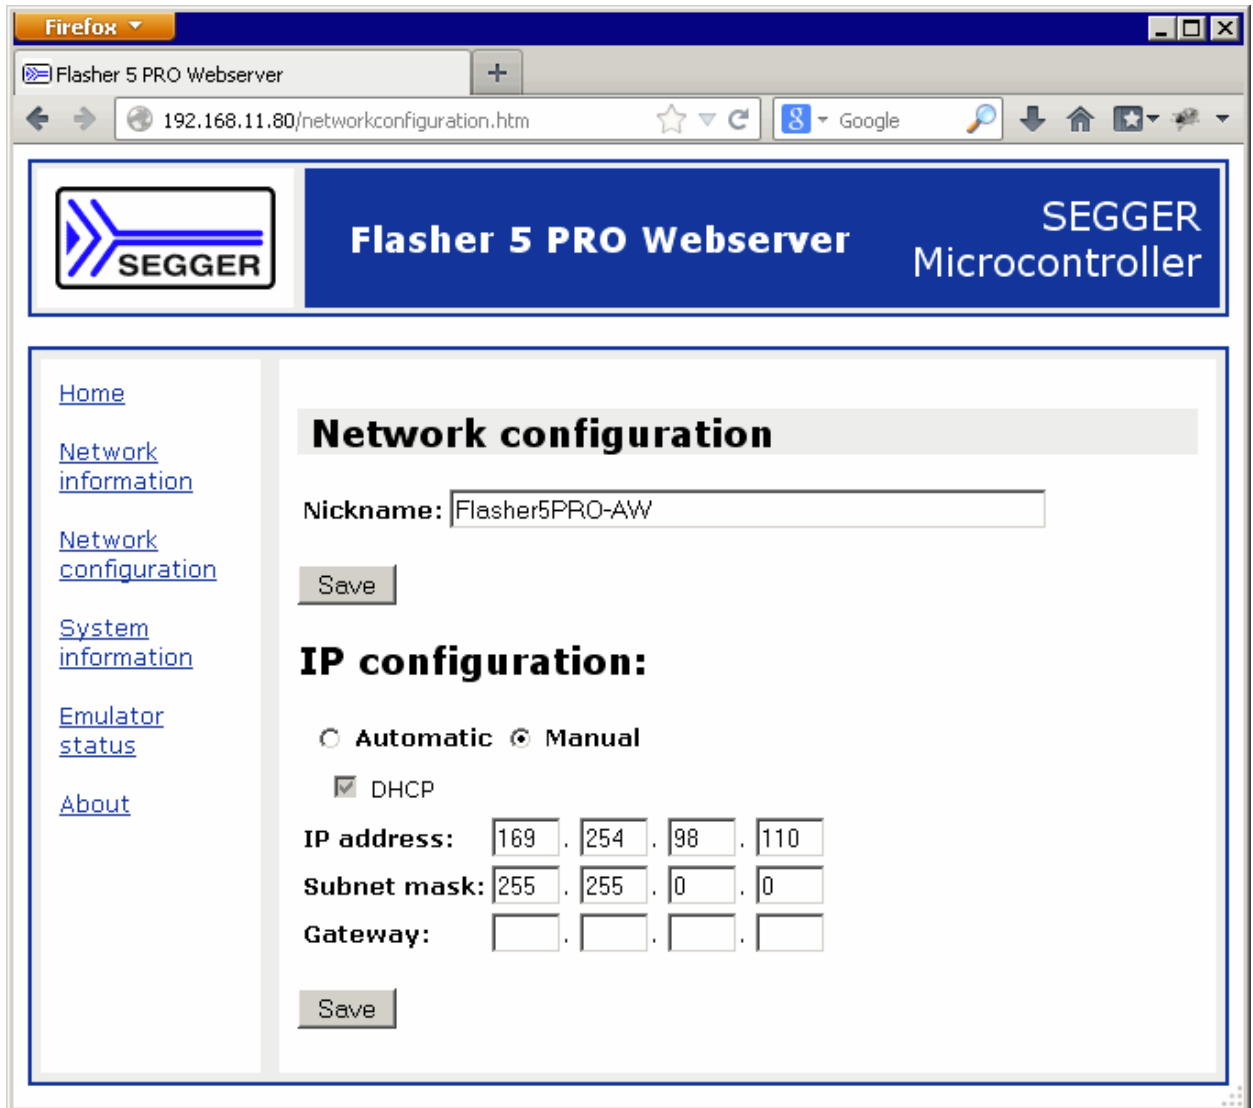 Firefox
Flasher 5 PRO Webserver
192.168.11.80/networkconfiguration.htm
8 Google
SEGGER
Flasher 5 PRO Webserver
SEGGER
Microcontroller
Home
Network
information
Network
configuration
System
information
Emulator
status
About
Network configuration
Nickname: Flasher5PRO-AW
Save
IP configuration:
Automatic Manual
DHCP
IP address: 169 . 254 . 98 . 110
Subnet mask: 255 . 255 . 0 . 0
Gateway: . . .
Save